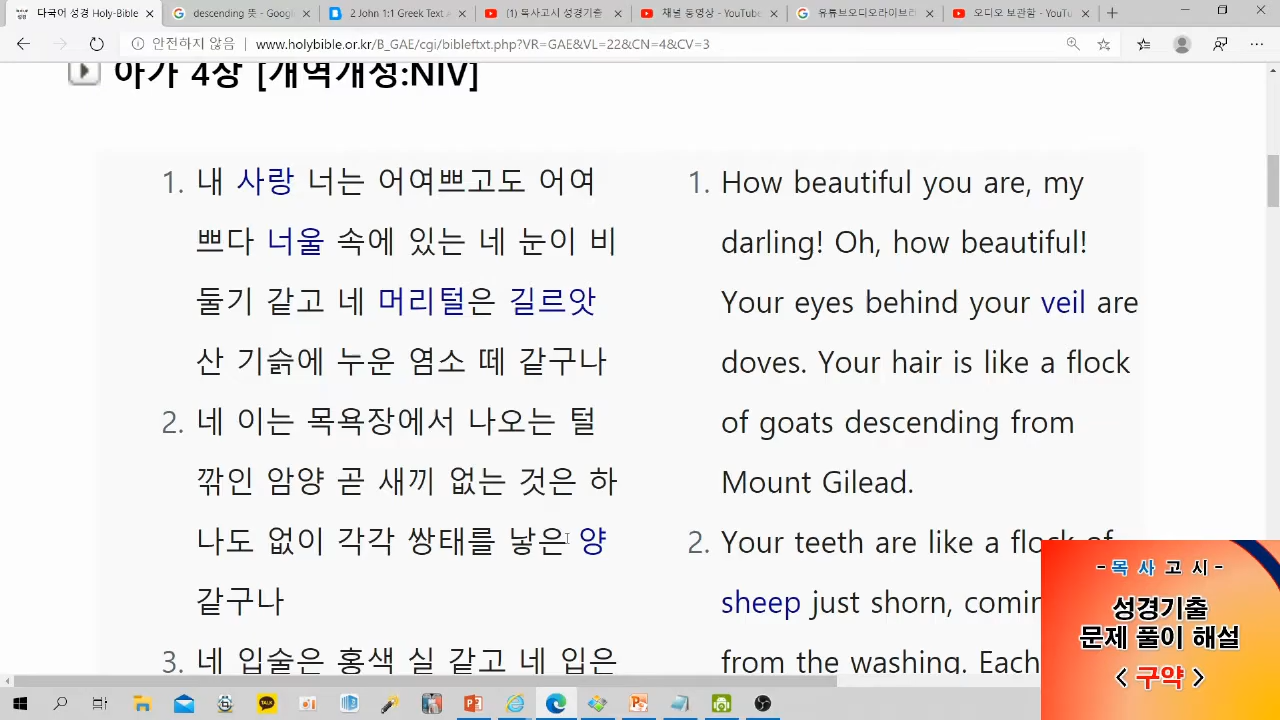 다국어 성경 Holy-Bible
descending 뜻 - Googl
2 John 1:1 Greek Text A
(1) 목사고시 성경기출
채널 동영상 - YouTube
유튜브오디오라이브러
오디오 보관함 - YouTu
안전하지 않음
www.holybible.or.kr/B_GAE/cgi/bibleftxt.php?VR=GAE&VL=22&CN=4&CV=3
아가 4장 [개역개정:NIV]
1. 내 사랑 너는 어여쁘고도 어여
쁘다 너울 속에 있는 네 눈이 비
둘기 같고 네 머리털은 길르앗
산 기슭에 누운 염소 떼 같구나
2. 네 이는 목욕장에서 나오는 털
깎인 암양 곧 새끼 없는 것은 하
나도 없이 각각 쌍태를 낳은 양
같구나
3. 네 입술은 홍색 실 같고 네 입은
1. How beautiful you are, my
darling! Oh, how beautiful!
Your eyes behind your veil are
doves. Your hair is like a flock
of goats descending from
Mount Gilead.
2. Your teeth are like a flock of
sheep just shorn, comin
from the washing. Each
-목사고시-
성경기출
문제 풀이 해설
<구약>
TALK